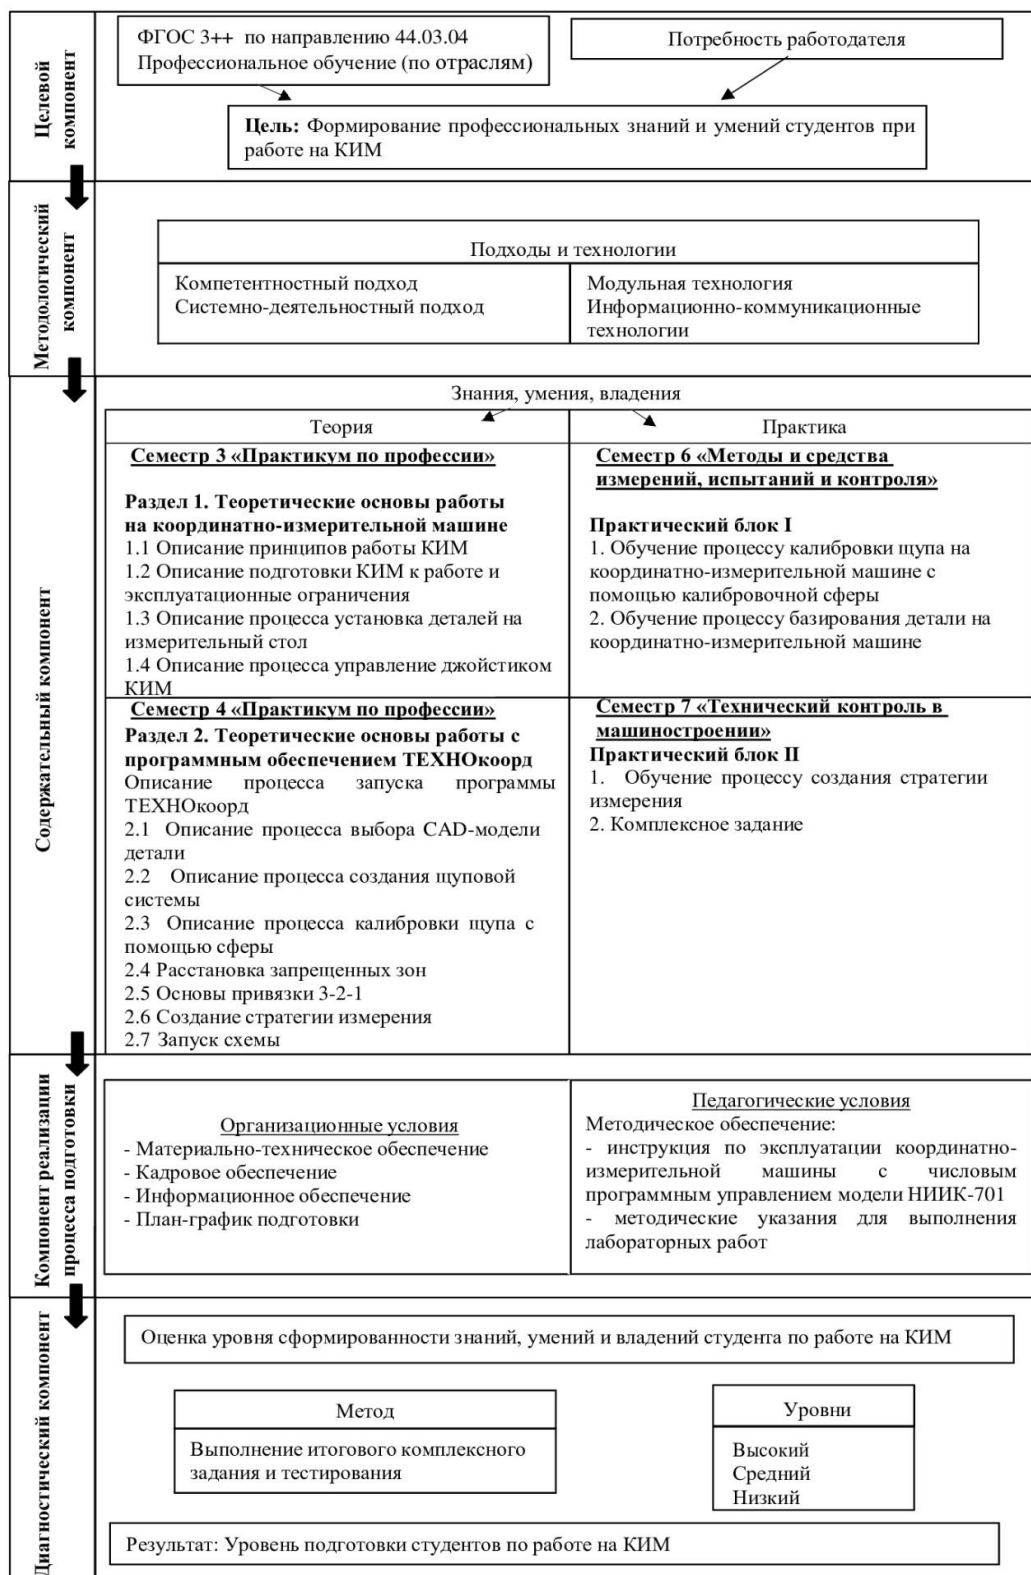 Целевой
компонент
ФГОС 3++ по направлению 44.03.04
Профессиональное обучение (по отраслям)
Потребность работодателя
Цель: Формирование профессиональных знаний и умений студентов при
работе на КИМ
Методологический
компонент
Подходы и технологии
Компетентностный подход
Системно-деятельностный подход
Модульная технология
Информационно-коммуникационные
технологии
Содержательный компонент
Знания, умения, владения
Теория
Практика
Семестр 3 «Практикум по профессии»
Раздел 1. Теоретические основы работы
на координатно-измерительной машине
1.1 Описание принципов работы КИМ
1.2 Описание подготовки КИМ к работе и
эксплуатационные ограничения
1.3 Описание процесса установка деталей на
измерительный стол
1.4 Описание процесса управление джойстиком
КИМ
Семестр 6 «Методы и средства
измерений, испытаний и контроля»
Практический блок I
1. Обучение процессу калибровки щупа на
координатно-измерительной машине с
помощью калибровочной сферы
2. Обучение процессу базирования детали на
координатно-измерительной машине
Семестр 4 «Практикум по профессии»
Раздел 2. Теоретические основы работы с
программным обеспечением ТЕХНОкоорд
Описание процесса запуска программы
ТЕХНОкоорд
2.1 Описание процесса выбора CAD-модели
детали
2.2 Описание процесса создания щуповой
системы
2.3 Описание процесса калибровки щупа с
помощью сферы
2.4 Расстановка запрещенных зон
2.5 Основы привязки 3-2-1
2.6 Создание стратегии измерения
2.7 Запуск схемы
Семестр 7 «Технический контроль в
машиностроении»
Практический блок II
1. Обучение процессу создания стратегии
измерения
2. Комплексное задание
Компонент реализации
процесса подготовки
Организационные условия
- Материально-техническое обеспечение
- Кадровое обеспечение
- Информационное обеспечение
- План-график подготовки
Педагогические условия
Методическое обеспечение:
- инструкция по эксплуатации координатно-
измерительной машины с числовым
программным управлением модели НИИК-701
- методические указания для выполнения
лабораторных работ
Диагностический компонент
Оценка уровня сформированности знаний, умений и владений студента по работе на КИМ
Метод
Выполнение итогового комплексного
задания и тестирования
Уровни
Высокий
Средний
Низкий
Результат: Уровень подготовки студентов по работе на КИМ